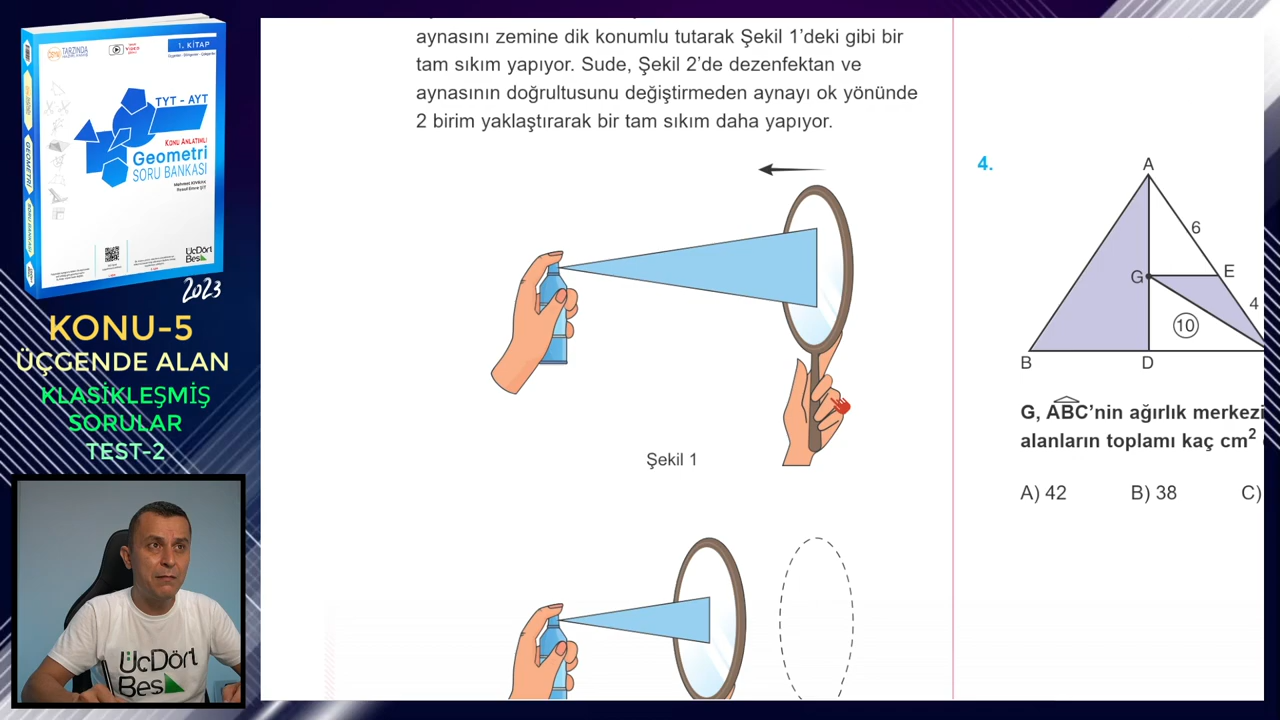 TARZINDA
1. KİTAP
TYT - AYT
KONU ANLATIMLI
Geometri
SORU BANKASI
GEOMETRİ
ÜçDört
Beş
2023
KONU-5
ÜÇGENDE ALAN
KLASİKLEŞMİŞ
SORULAR
TEST-2
ÜçDört
Beş
aynasını zemine dik konumlu tutarak Şekil 1'deki gibi bir
tam sıkım yapıyor. Sude, Şekil 2'de dezenfektan ve
aynasının doğrultusunu değiştirmeden aynayı ok yönünde
2 birim yaklaştırarak bir tam sıkım daha yapıyor.
Şekil 1
4.
A
6
G
E
4
10
B
D
G, ABC'nin ağırlık merkezi
alanların toplamı kaç cm²
A) 42 B) 38 C)